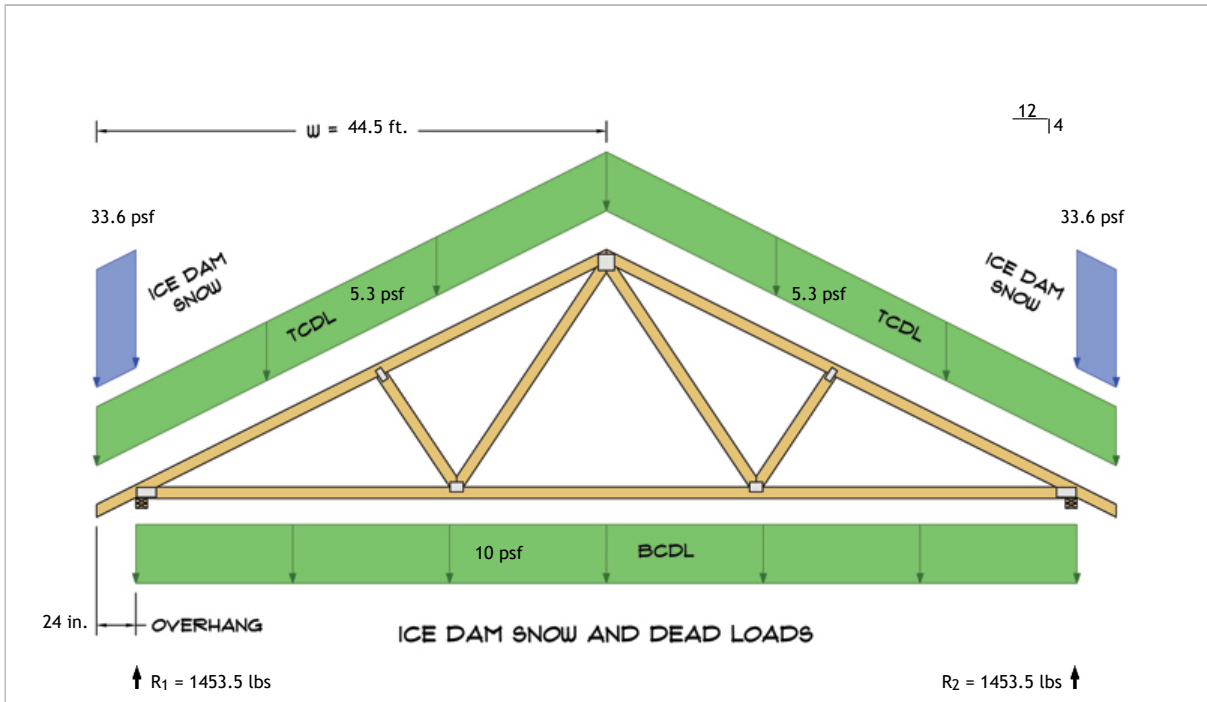 W = 44.5 ft.
12
4
33.6 psf
33.6 psf
ICE DAM
SNOW
ICE DAM
SNOW
5.3 psf
5.3 psf
TCDL
TCDL
10 psf
BCDL
24 in.
OVERHANG
ICE DAM SNOW AND DEAD LOADS
R1 = 1453.5 lbs
R2 = 1453.5 lbs